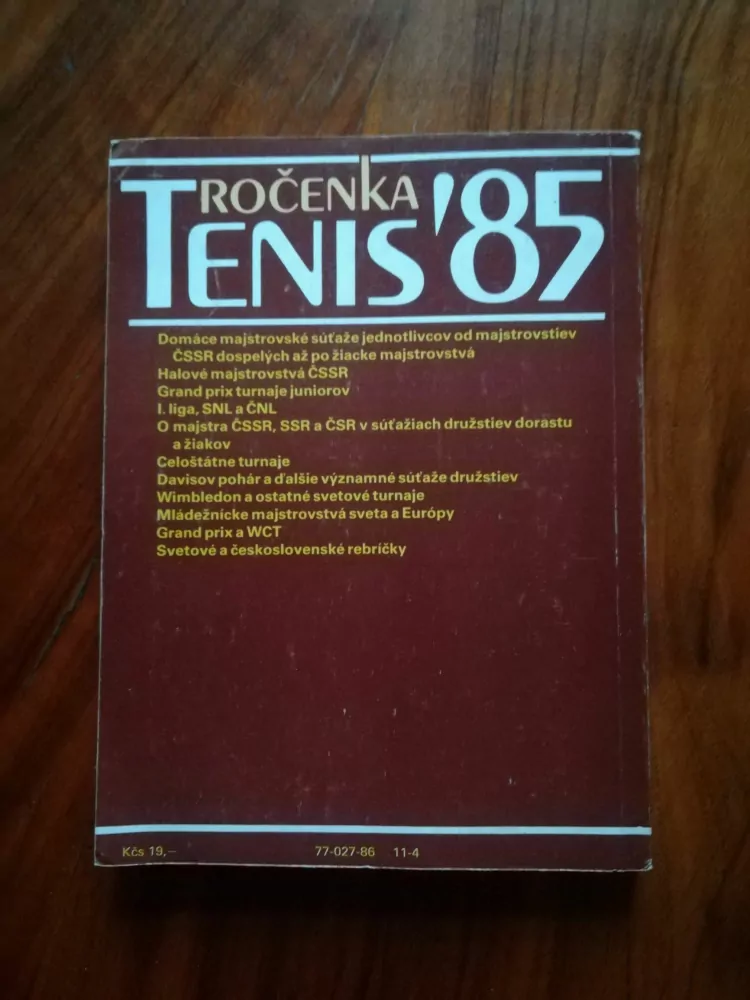 ROČENKA
TENIS '85
Domáce majstrovské súťaže jednotlivcov od majstrovstiev
ČSSR dospelých až po žiacke majstrovstvá
Halové majstrovstvá ČSSR
Grand prix turnaje juniorov
I. liga, SNL a ČNL
O majstra ČSSR, SSR a ČSR v súťažiach družstiev dorastu
a žiakov
Celoštátne turnaje
Davisov pohár a ďalšie významné súťaže družstiev
Wimbledon a ostatné svetové turnaje
Mládežnícke majstrovstvá sveta a Európy
Grand prix a WCT
Svetové a československé rebríčky
Kčs 19,– 77-027-86 11-4